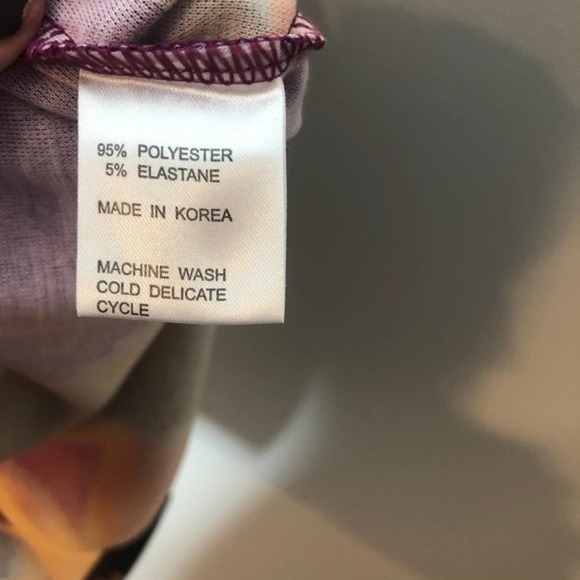 95% POLYESTER
5% ELASTANE
MADE IN KOREA
MACHINE WASH
COLD DELICATE
CYCLE